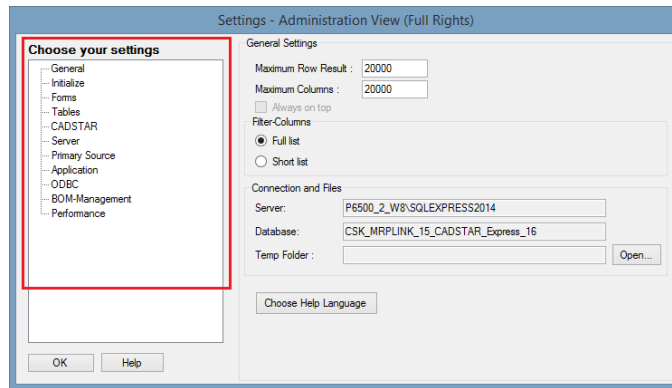 Settings - Administration View (Full Rights)
Choose your settings
General
Initialize
Forms
Tables
CADSTAR
Server
Primary Source
Application
ODBC
BOM-Management
Performance
OK
Help
General Settings
Maximum Row Result : 20000
Maximum Columns : 20000
Always on top
Filter-Columns
Full list
Short list
Connection and Files
Server: P6500_2_W8\SQLEXPRESS2014
Database: CSK_MRPLINK_15_CADSTAR_Express_16
Temp Folder : Open...
Choose Help Language